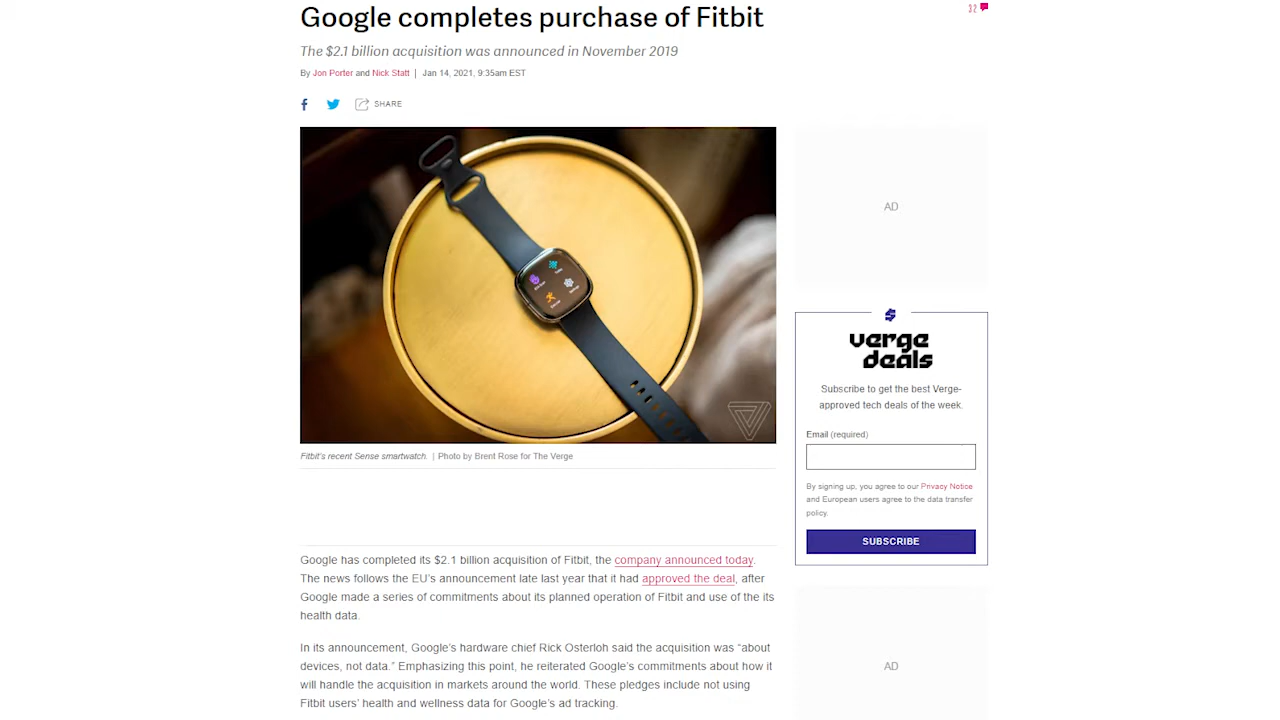 Google completes purchase of Fitbit
32
The $2.1 billion acquisition was announced in November 2019
By Jon Porter and Nick Statt | Jan 14, 2021, 9:35am EST
SHARE
Fitbit's recent Sense smartwatch. | Photo by Brent Rose for The Verge
Google has completed its $2.1 billion acquisition of Fitbit, the company announced today.
The news follows the EU's announcement late last year that it had approved the deal, after
Google made a series of commitments about its planned operation of Fitbit and use of the its
health data.
In its announcement, Google's hardware chief Rick Osterloh said the acquisition was “about
devices, not data.” Emphasizing this point, he reiterated Google's commitments about how it
will handle the acquisition in markets around the world. These pledges include not using
Fitbit users' health and wellness data for Google's ad tracking.
AD
verge
deals
Subscribe to get the best Verge-
approved tech deals of the week.
Email (required)
By signing up, you agree to our Privacy Notice
and European users agree to the data transfer
policy.
SUBSCRIBE
AD